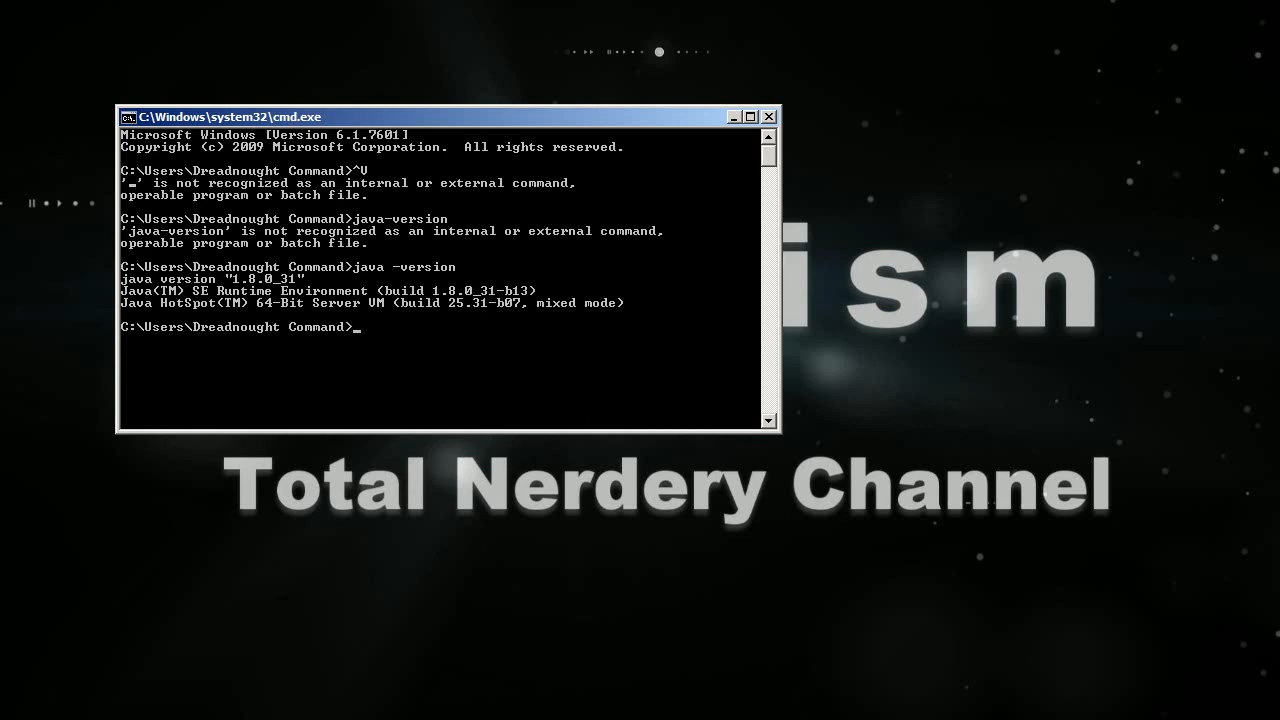 C:\Windows\system32\cmd.exe
Microsoft Windows [Version 6.1.7601]
Copyright (c) 2009 Microsoft Corporation.  All rights reserved.
C:\Users\Dreadnought Command>^V
'▬' is not recognized as an internal or external command,
operable program or batch file.
C:\Users\Dreadnought Command>java-version
'java-version' is not recognized as an internal or external command,
operable program or batch file.
C:\Users\Dreadnought Command>java -version
java version "1.8.0_31"
Java(TM) SE Runtime Environment (build 1.8.0_31-b13)
Java HotSpot(TM) 64-Bit Server VM (build 25.31-b07, mixed mode)
C:\Users\Dreadnought Command>_
ism
Total Nerdery Channel